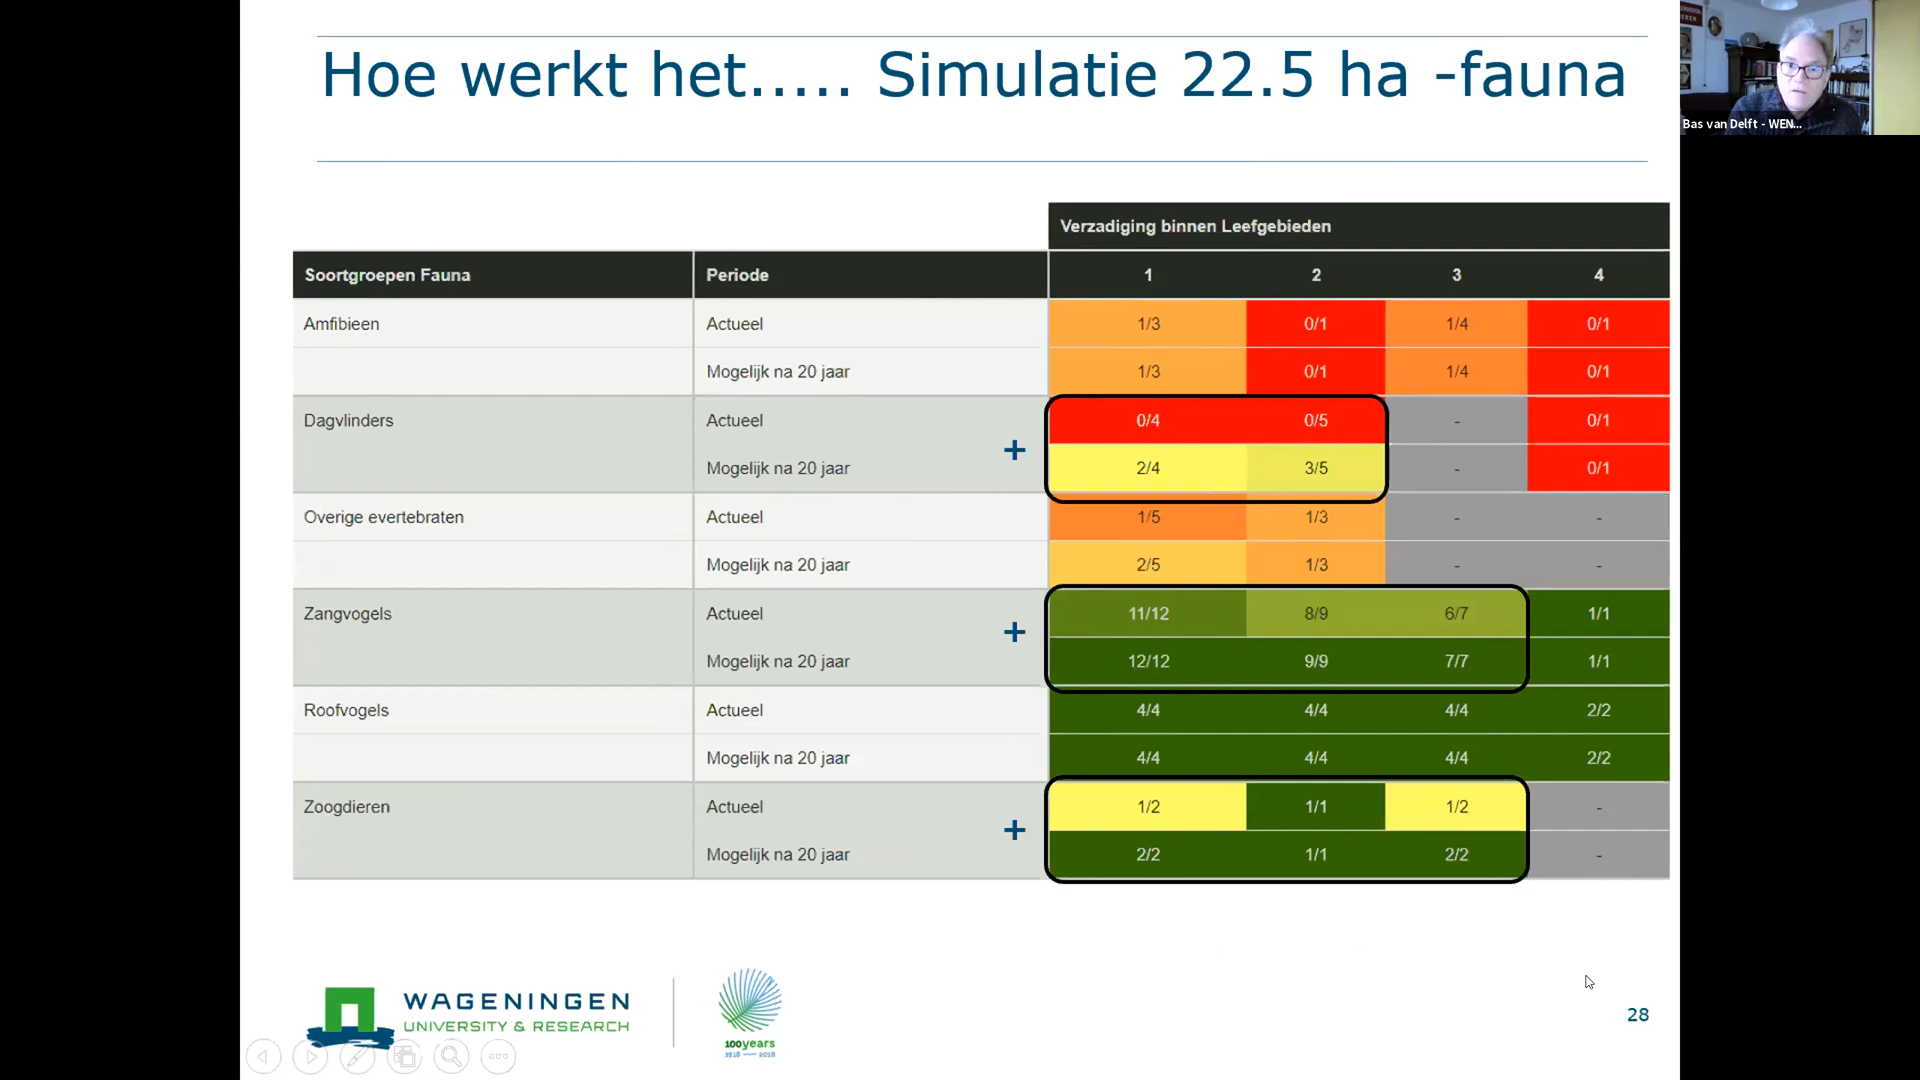 Hoe werkt het..... Simulatie 22.5 ha -fauna
Bas van Delft - WEN...
Verzadiging binnen Leefgebieden
Soortgroepen Fauna Periode 1 2 3 4
Amfibieen Actueel 1/3 0/1 1/4 0/1
Mogelijk na 20 jaar 1/3 0/1 1/4 0/1
Dagvlinders Actueel 0/4 0/5 - 0/1
+
Mogelijk na 20 jaar 2/4 3/5 - 0/1
Overige evertebraten Actueel 1/5 1/3 - -
Mogelijk na 20 jaar 2/5 1/3 - -
Zangvogels Actueel 11/12 8/9 6/7 1/1
+
Mogelijk na 20 jaar 12/12 9/9 7/7 1/1
Roofvogels Actueel 4/4 4/4 4/4 2/2
Mogelijk na 20 jaar 4/4 4/4 4/4 2/2
Zoogdieren Actueel 1/2 1/1 1/2 -
+
Mogelijk na 20 jaar 2/2 1/1 2/2 -
WAGENINGEN
UNIVERSITY & RESEARCH
100years
1918 — 2018
28